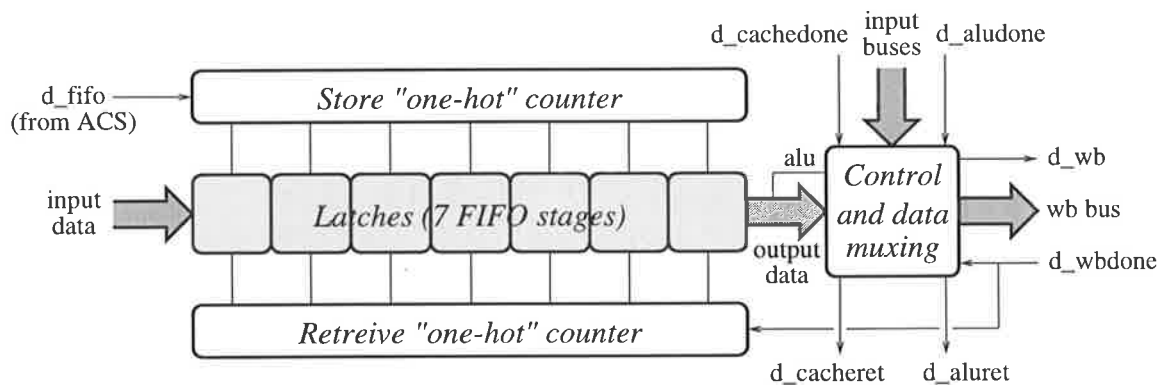 d_cachedone
input
buses
d_aludone
d_fifo
(from ACS)
Store "one-hot" counter
alu
d_wb
input
data
Latches (7 FIFO stages)
Control
and data
muxing
wb bus
output
data
d_wbdone
Retreive "one-hot" counter
d_cacheret
d_aluret